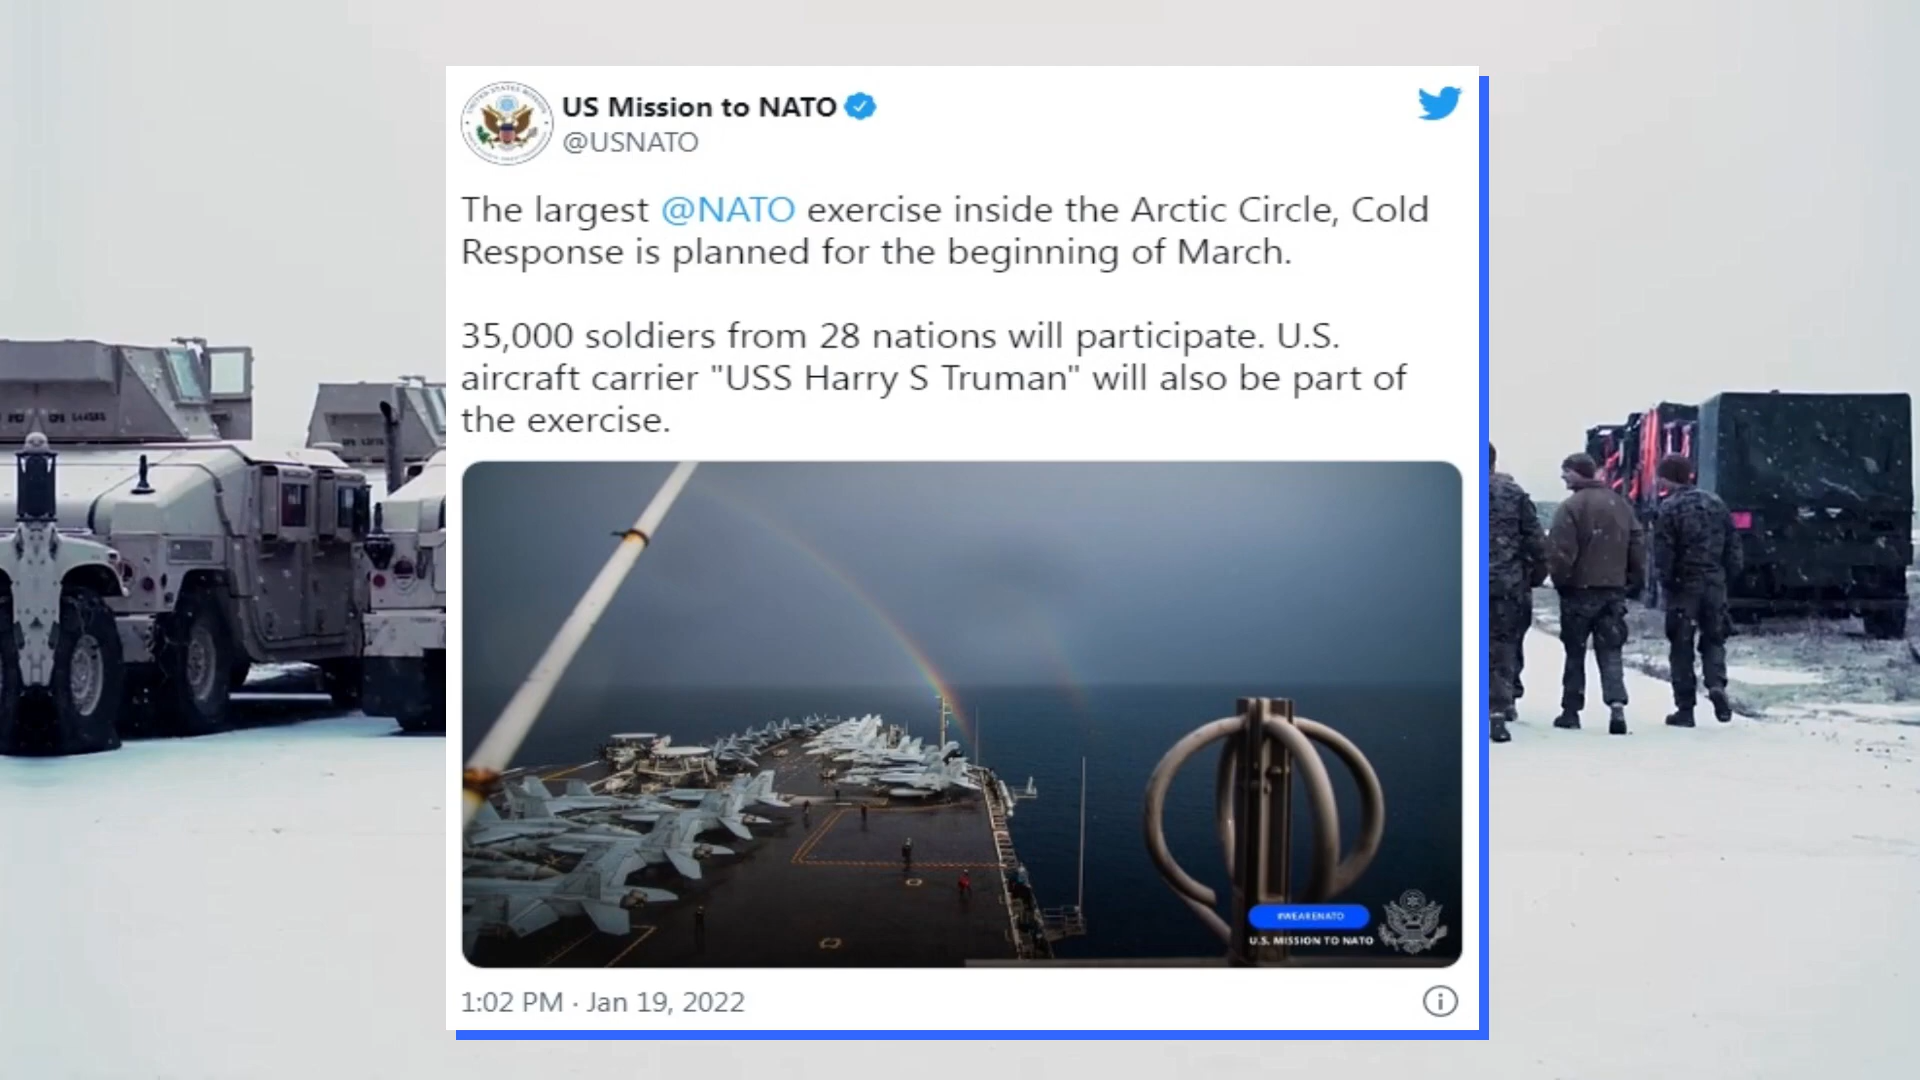 US Mission to NATO
@USNATO
The largest @NATO exercise inside the Arctic Circle, Cold
Response is planned for the beginning of March.
35,000 soldiers from 28 nations will participate. U.S.
aircraft carrier "USS Harry S Truman" will also be part of
the exercise.
#WEARENATO
U.S. MISSION TO NATO
1:02 PM · Jan 19, 2022